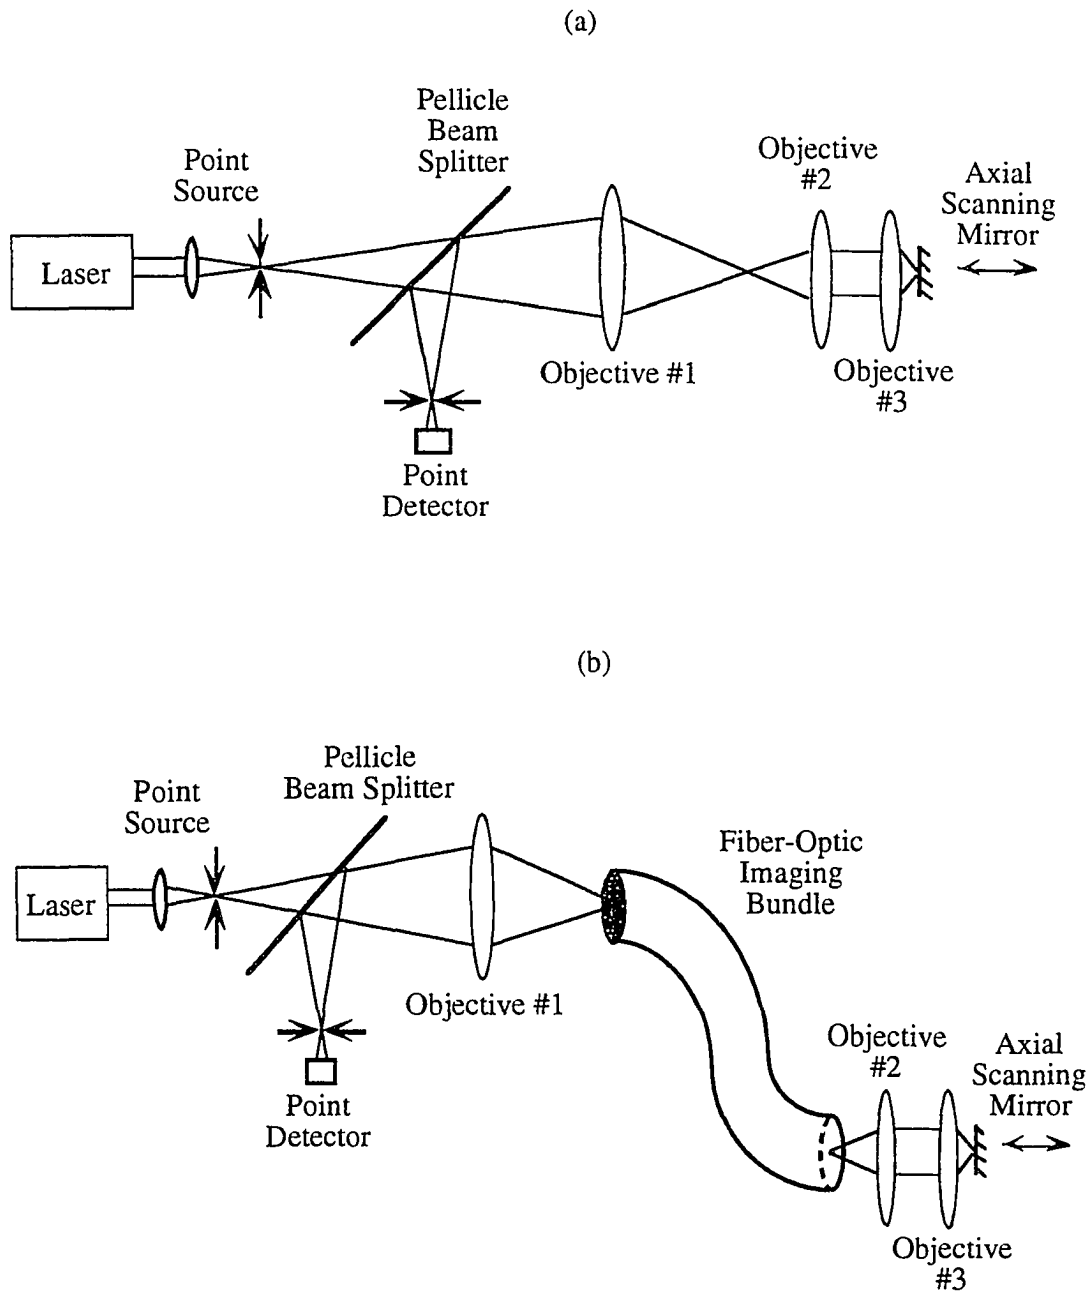 (a)
Pellicle
Beam
Splitter
Point
Source
Objective
#2
Axial
Scanning
Mirror
Laser
Objective #1
Objective
#3
Point
Detector
(b)
Pellicle
Beam Splitter
Point
Source
Fiber-Optic
Imaging
Bundle
Laser
Objective #1
Objective
#2
Axial
Scanning
Mirror
Point
Detector
Objective
#3